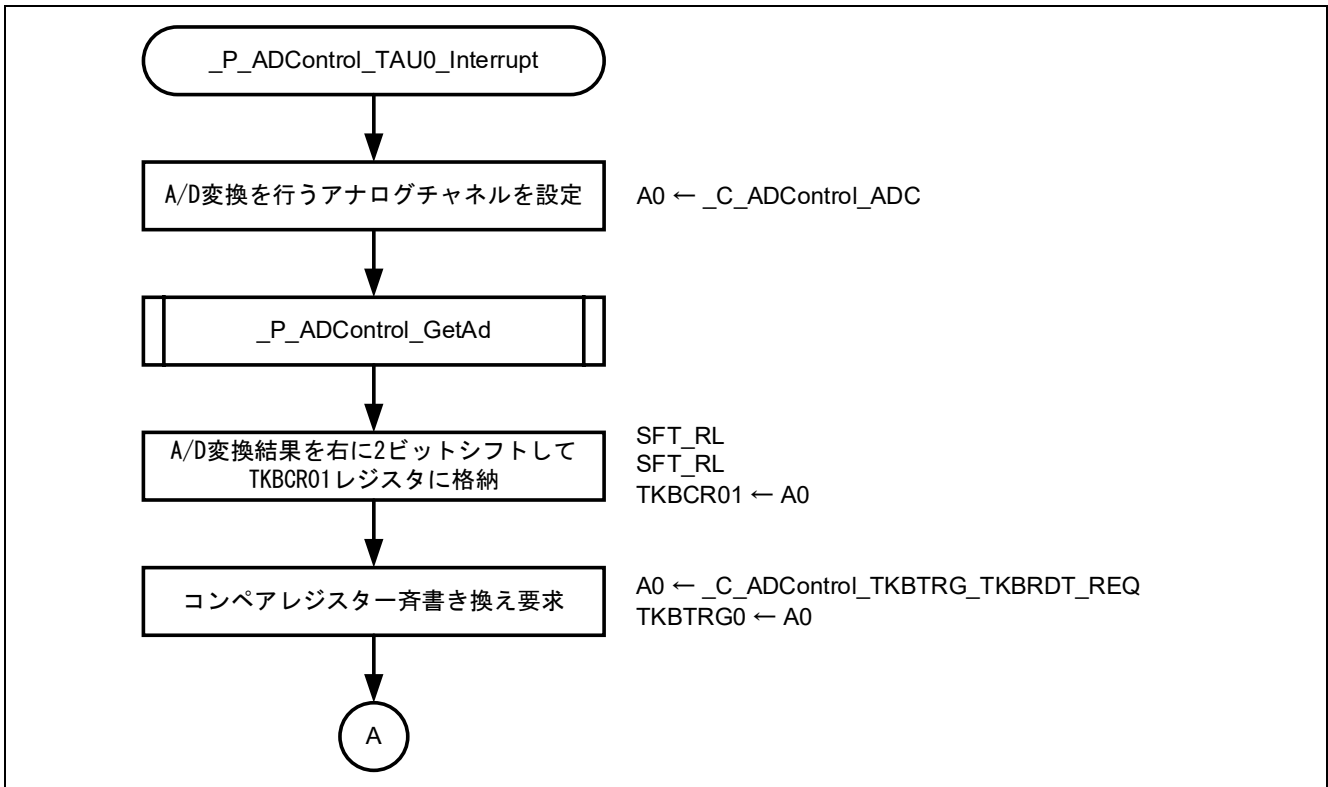 _P_ADControl_TAU0_Interrupt
A/D変換を行うアナログチャネルを設定
A0 ← _C_ADControl_ADC
_P_ADControl_GetAd
A/D変換結果を右に2ビットシフトして
TKBCR01レジスタに格納
SFT_RL
SFT_RL
TKBCR01 ← A0
コンペアレジスタ一斉書き換え要求
A0 ← _C_ADControl_TKBTRG_TKBRDT_REQ
TKBTRG0 ← A0
A